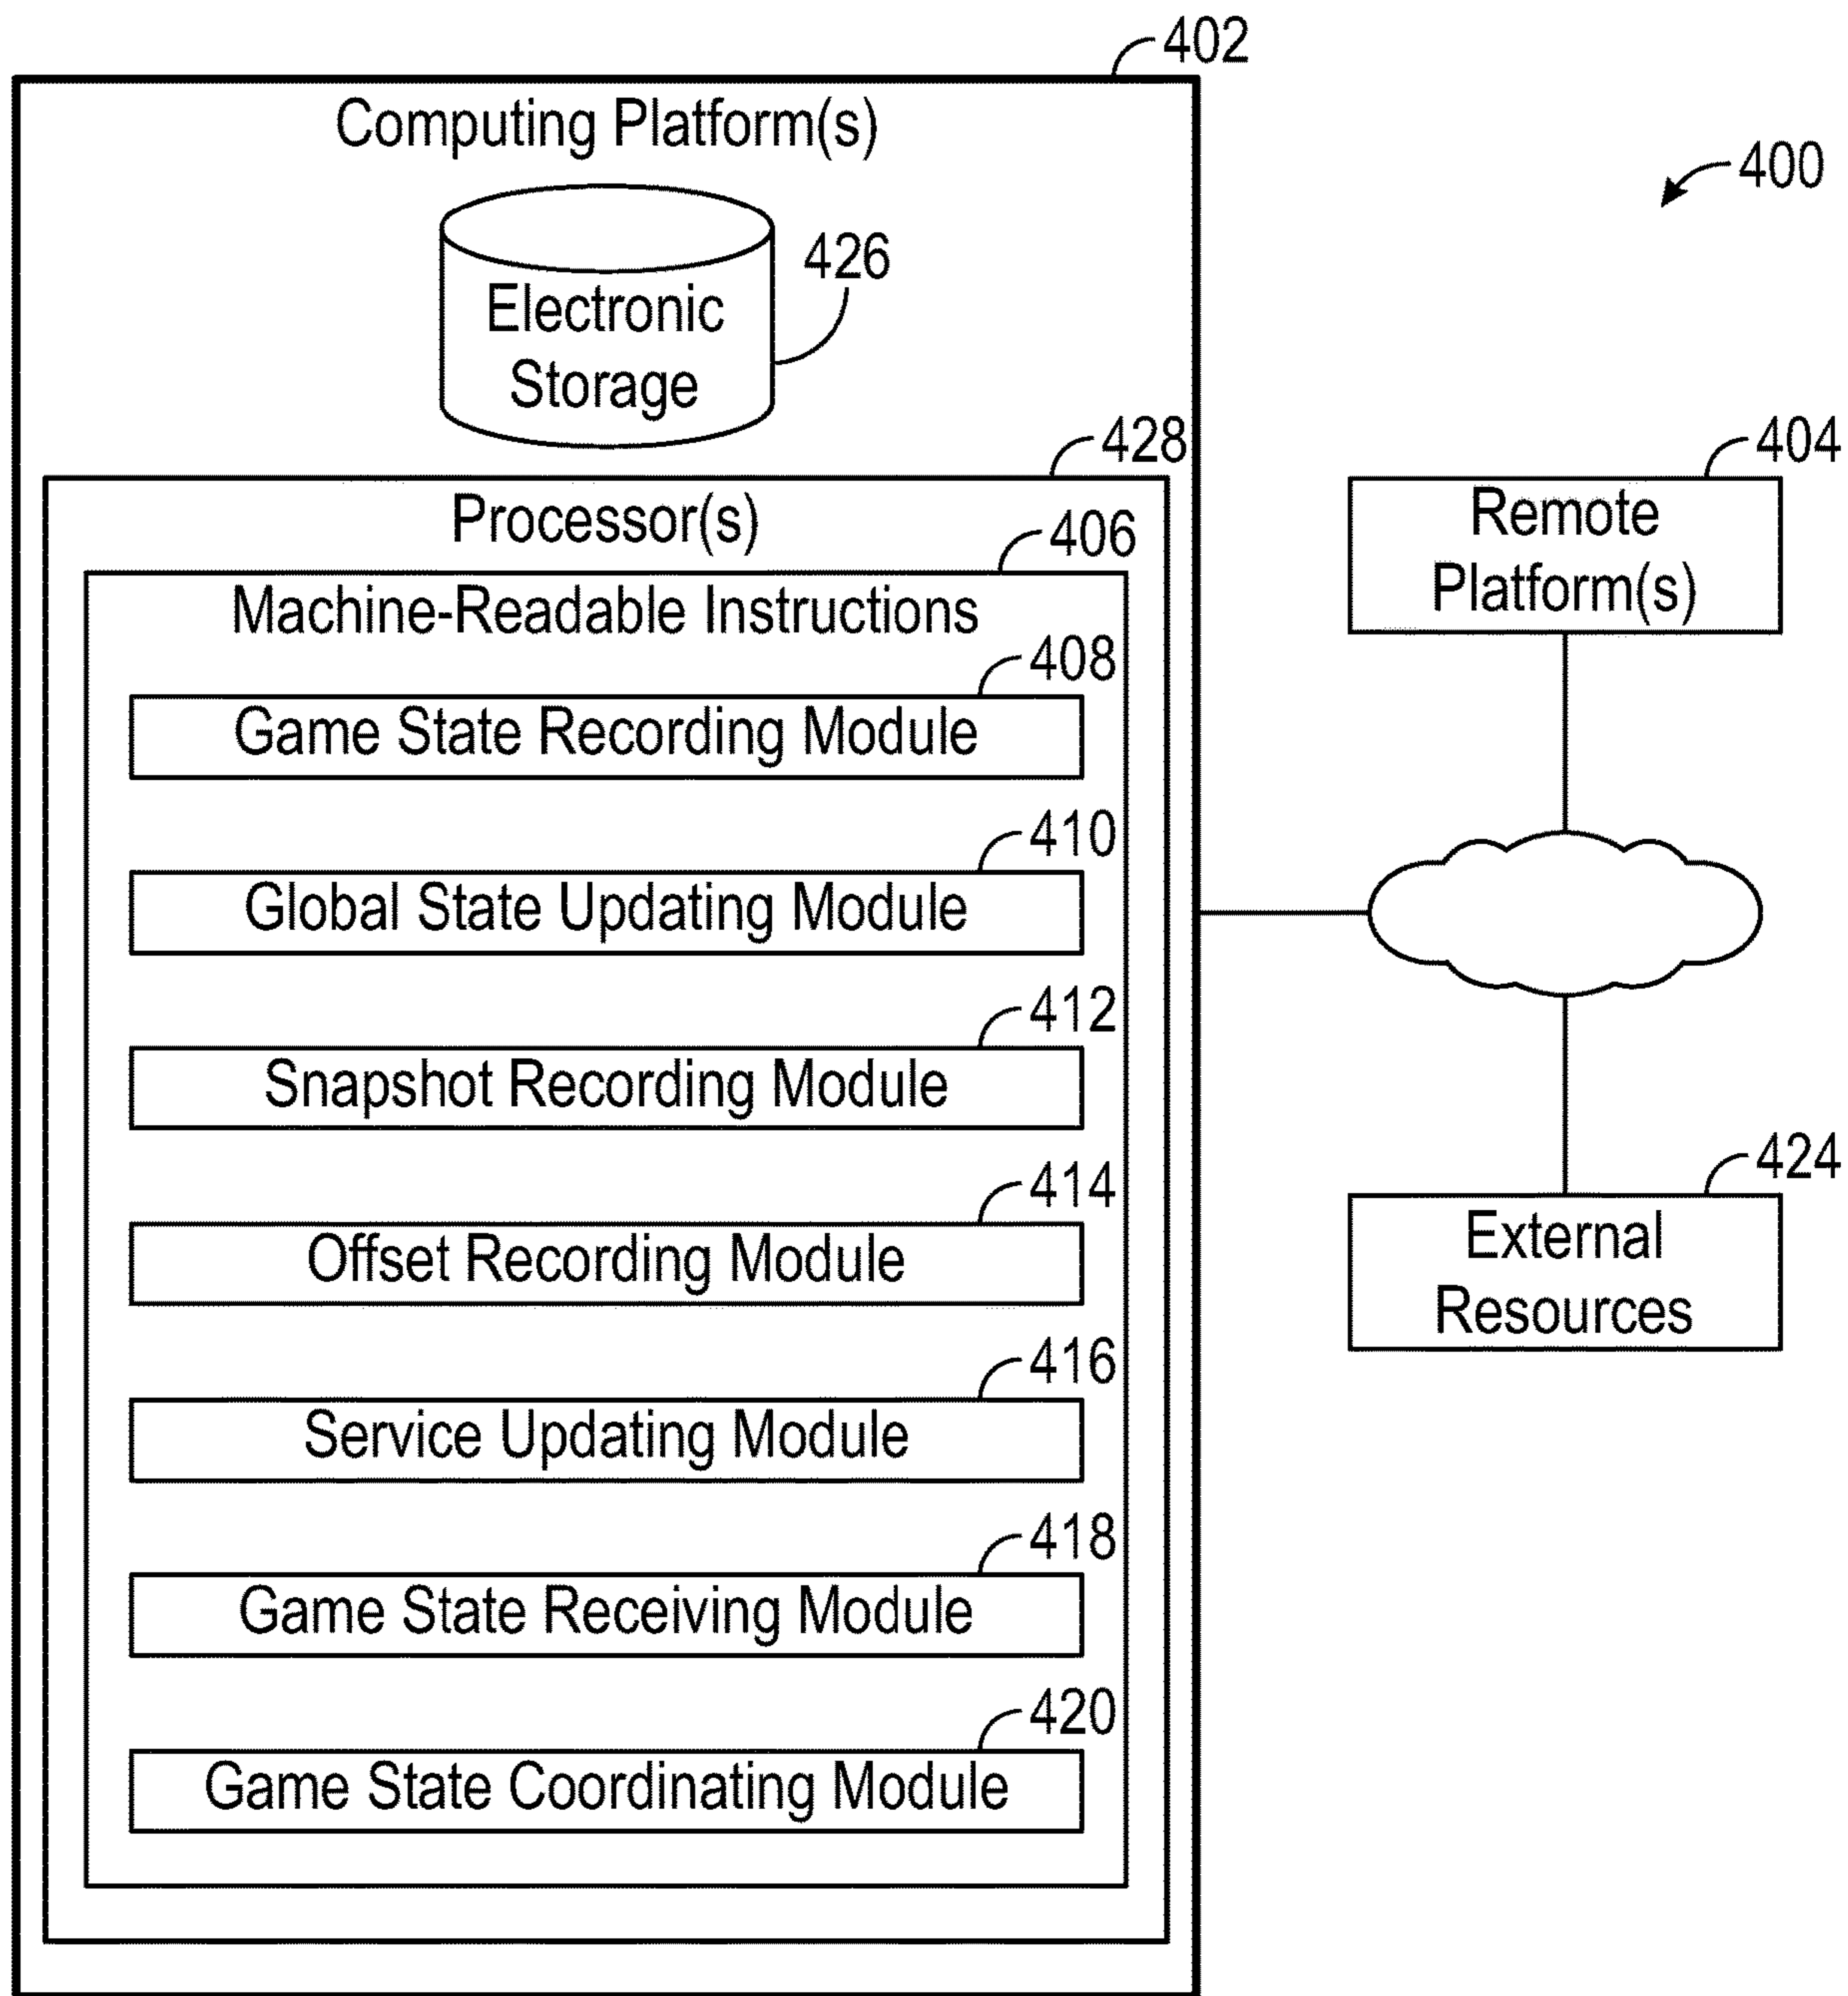 402
Computing Platform(s)
400
426
Electronic
Storage
428
Processor(s)
404
Remote
Platform(s)
406
Machine-Readable Instructions
408
Game State Recording Module
410
Global State Updating Module
412
Snapshot Recording Module
414
Offset Recording Module
424
External
Resources
416
Service Updating Module
418
Game State Receiving Module
420
Game State Coordinating Module